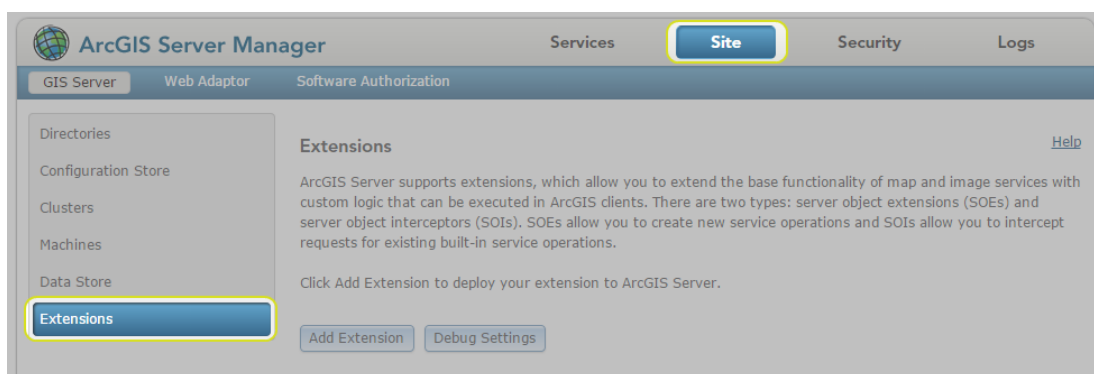 ArcGIS Server Manager
Services
Site
Security
Logs
GIS Server
Web Adaptor
Software Authorization
Directories
Configuration Store
Clusters
Machines
Data Store
Extensions
Extensions
Help
ArcGIS Server supports extensions, which allow you to extend the base functionality of map and image services with
custom logic that can be executed in ArcGIS clients. There are two types: server object extensions (SOEs) and
server object interceptors (SOIs). SOEs allow you to create new service operations and SOIs allow you to intercept
requests for existing built-in service operations.
Click Add Extension to deploy your extension to ArcGIS Server.
Add Extension
Debug Settings